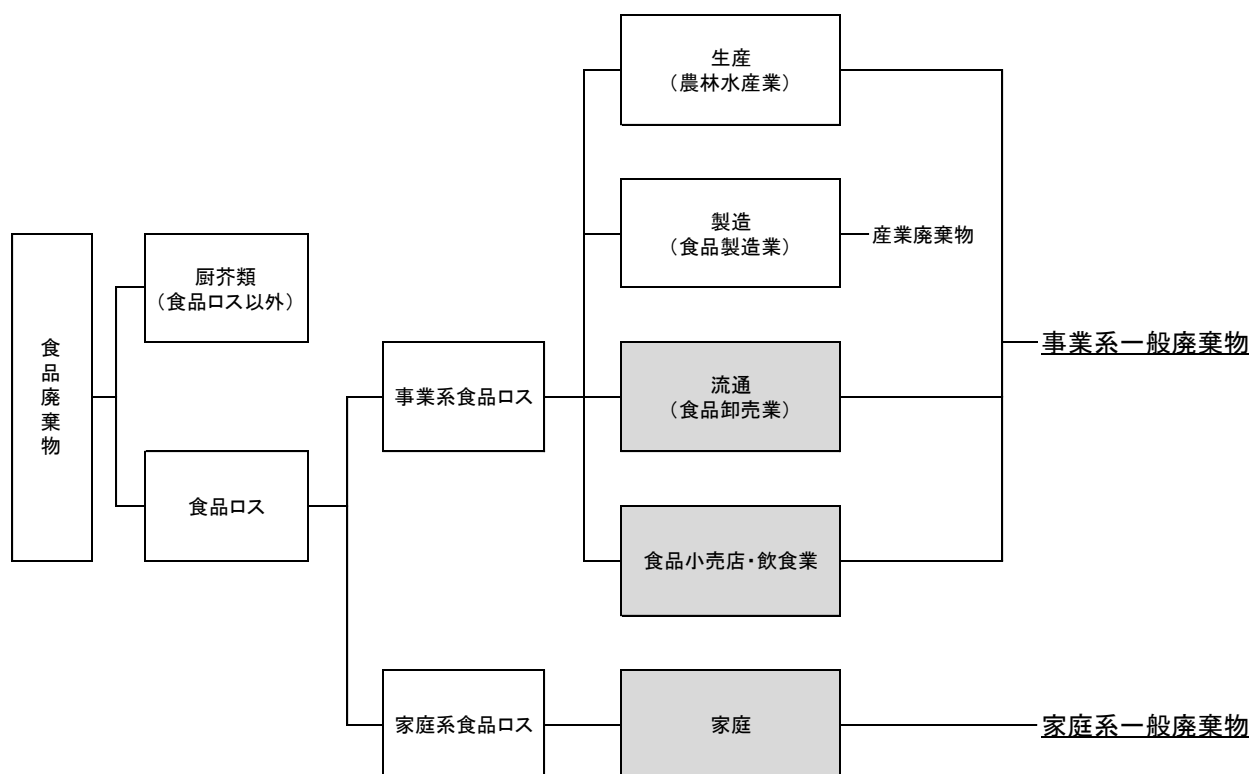 食品廃棄物
厨芥類
（食品ロス以外）
食品ロス
事業系食品ロス
家庭系食品ロス
生産
（農林水産業）
製造
（食品製造業）
流通
（食品卸売業）
食品小売店・飲食業
家庭
産業廃棄物
事業系一般廃棄物
家庭系一般廃棄物